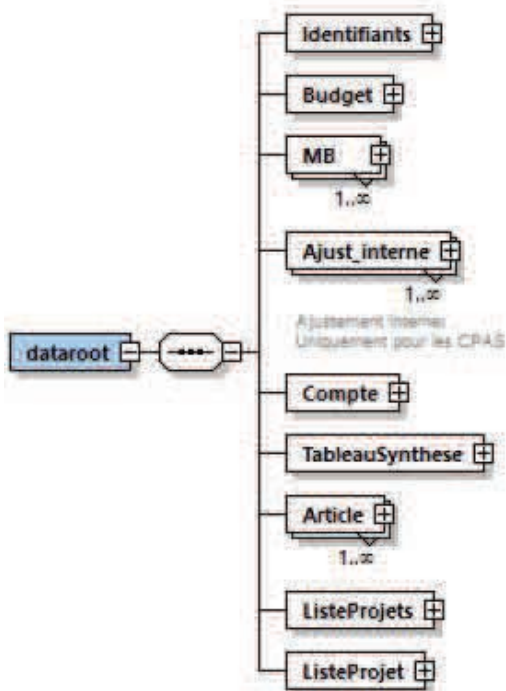 Identifiants
Budget
MB
1..∞
Ajust_interne
1..∞
Ajustement interne
Uniquement pour les CPAS
dataroot
Compte
TableauSynthese
Article
1..∞
ListeProjets
ListeProjet